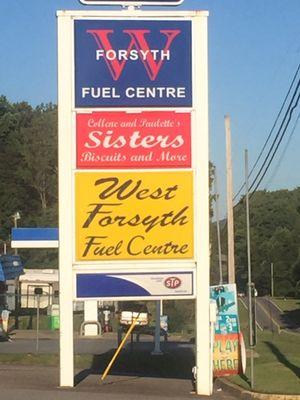 W
FORSYTH
FUEL CENTRE
Collene and Paulette's
Sisters
Biscuits and More
West
Forsyth
Fuel Centre
STP
PLAY
HERE